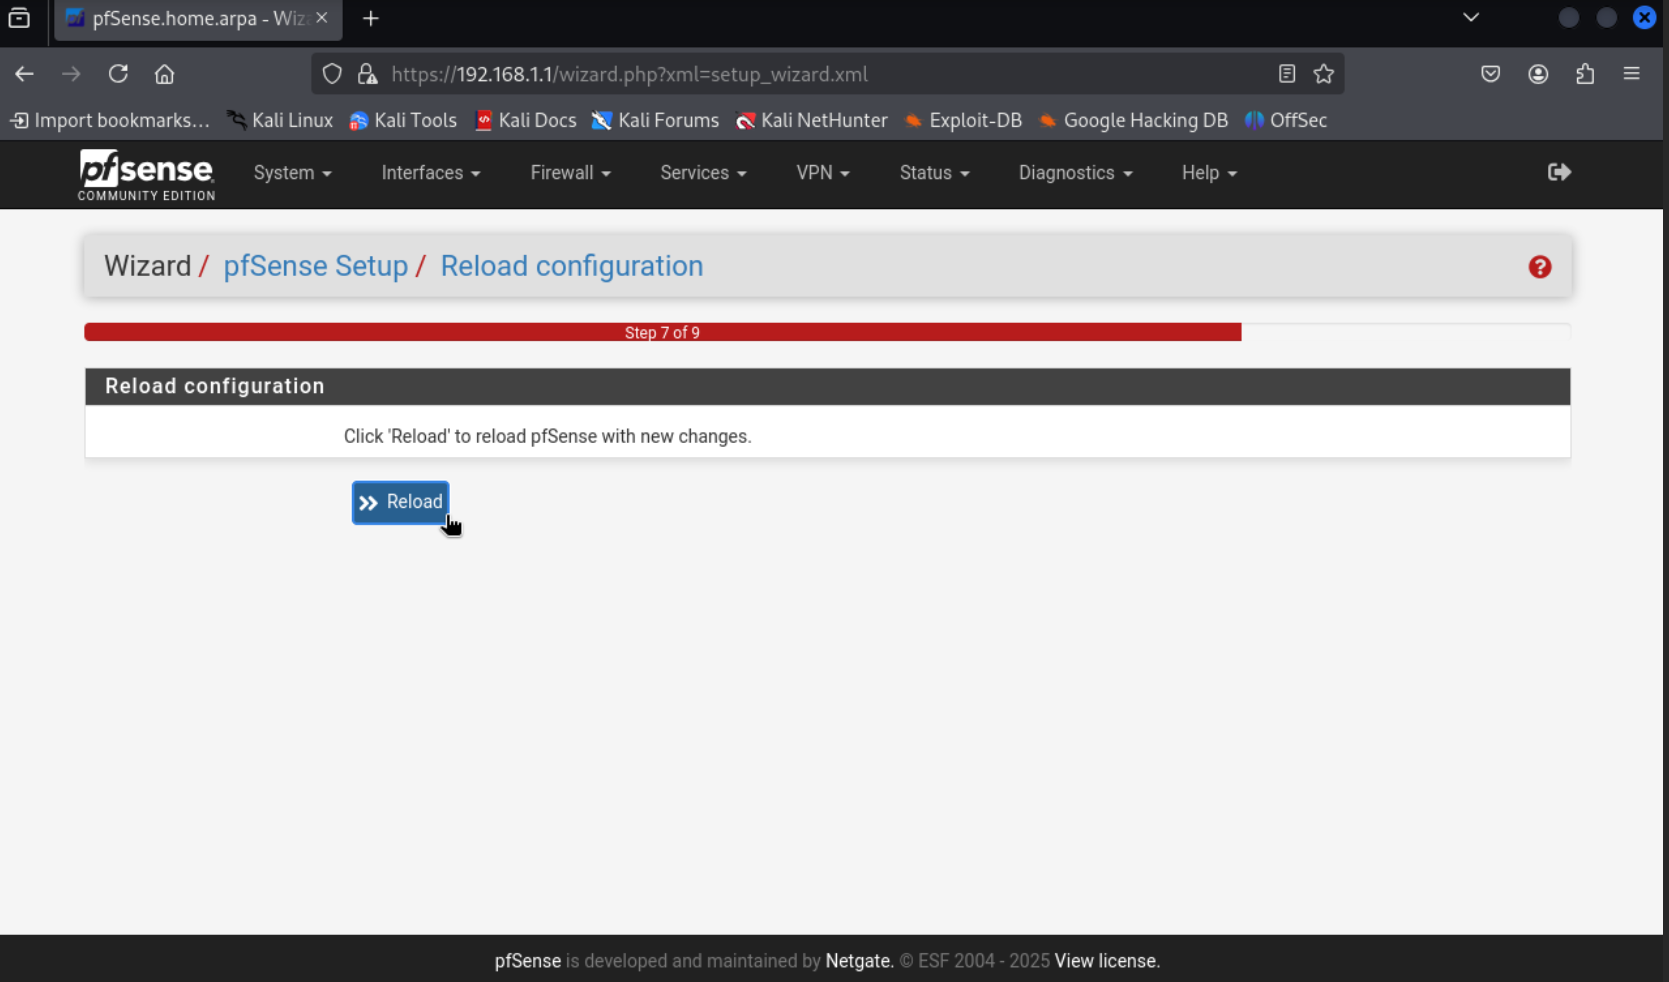 pfSense.home.arpa - Wiz
https://192.168.1.1/wizard.php?xml=setup_wizard.xml
Import bookmarks... Kali Linux Kali Tools Kali Docs Kali Forums Kali NetHunter Exploit-DB Google Hacking DB OffSec
pfsense System Interfaces Firewall Services VPN Status Diagnostics Help
COMMUNITY EDITION
Wizard / pfSense Setup / Reload configuration
Step 7 of 9
Reload configuration
Click 'Reload' to reload pfSense with new changes.
Reload
pfSense is developed and maintained by Netgate. © ESF 2004 - 2025 View license.